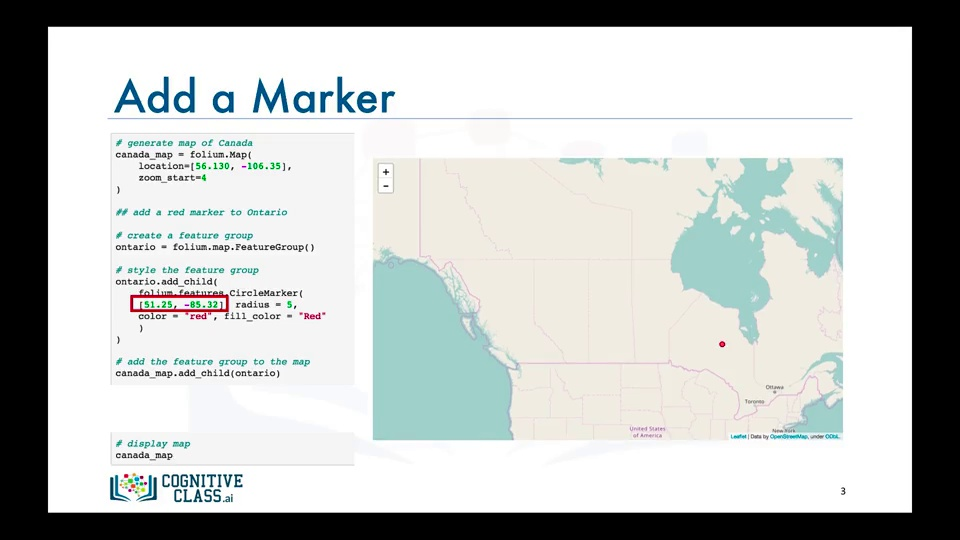 Add a Marker
# generate map of Canada
canada_map = folium.Map(
location=[56.130, -106.35],
zoom_start=4
)
## add a red marker to Ontario
# create a feature group
ontario = folium.map.FeatureGroup()
# style the feature group
ontario.add_child(
folium.features.CircleMarker(
[51.25, -85.32], radius = 5,
color = "red", fill_color = "Red"
)
)
# add the feature group to the map
canada_map.add_child(ontario)
# display map
canada_map
+
-
Ottawa
Toronto
United States
of America
New York
Leaflet | Data by OpenStreetMap, under ODbL.
COGNITIVE
CLASS.ai
3